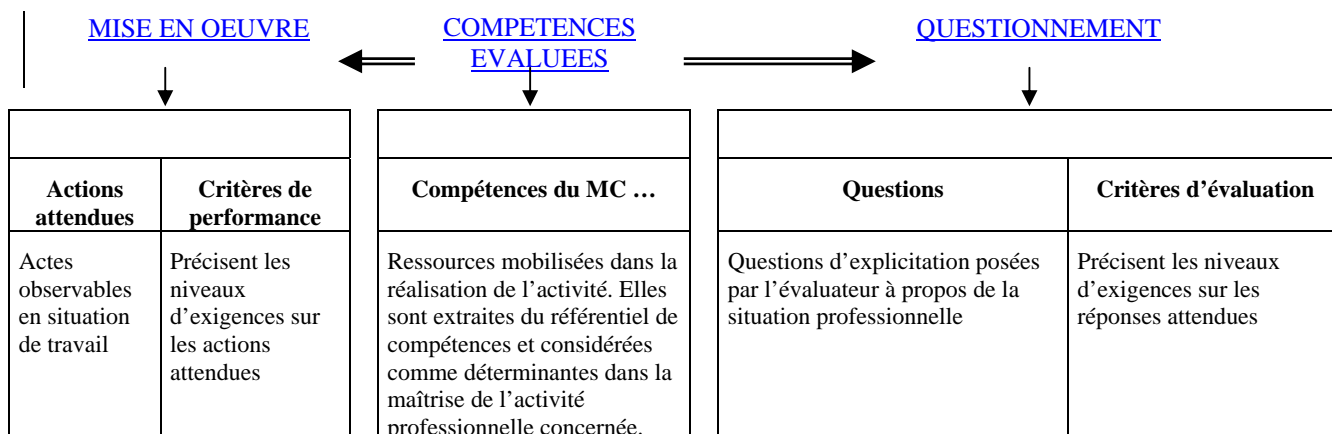 MISE EN OEUVRE
COMPETENCES
EVALUEES
QUESTIONNEMENT
Actions
attendues
Critères de
performance
Compétences du MC …
Questions
Critères d’évaluation
Actes
observables
en situation
de travail
Précisent les
niveaux
d’exigences sur
les actions
attendues
Ressources mobilisées dans la
réalisation de l’activité. Elles
sont extraites du référentiel de
compétences et considérées
comme déterminantes dans la
maîtrise de l’activité
professionnelle concernée.
Questions d’explicitation posées
par l’évaluateur à propos de la
situation professionnelle
Précisent les niveaux
d’exigences sur les
réponses attendues